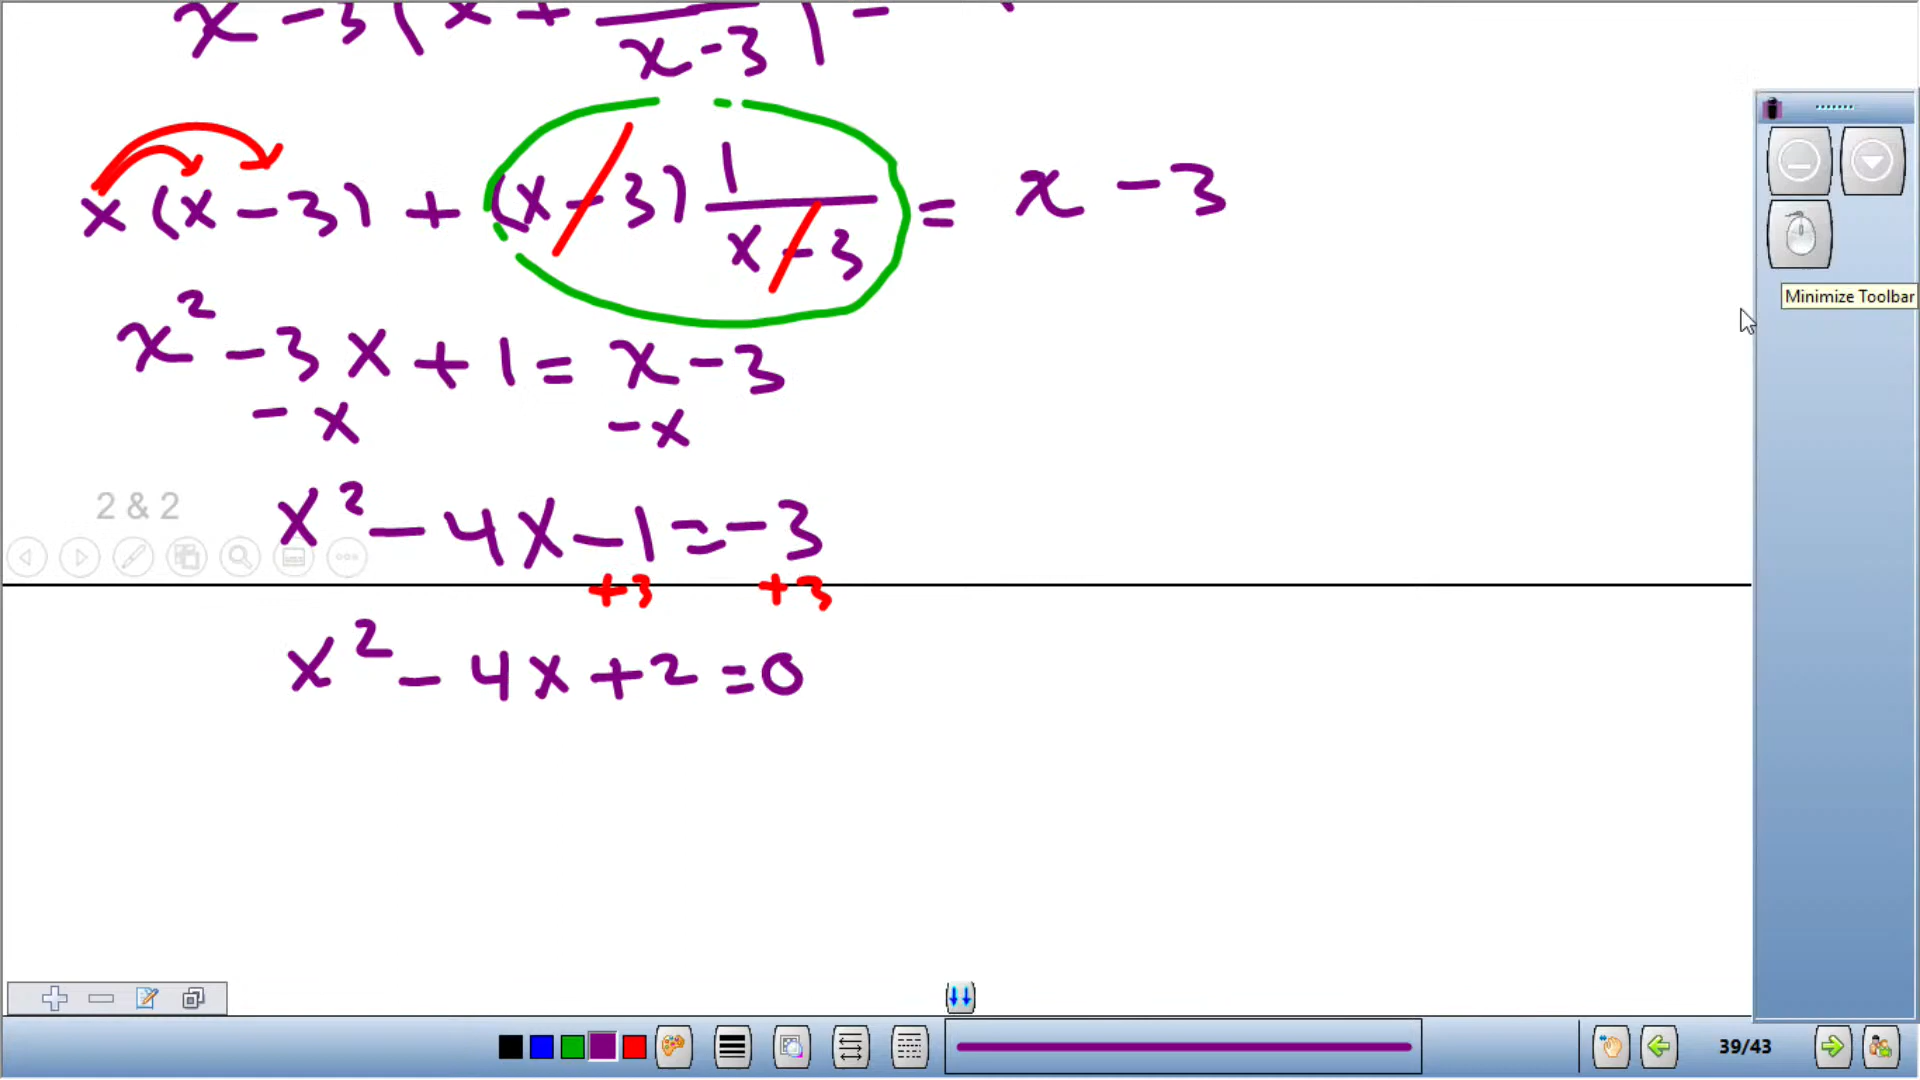 x - 3
x(x - 3) + (x - 3) 1/(x - 3) = x - 3
x² - 3x + 1 = x - 3
- x - x
Minimize Toolbar
2 & 2
x² - 4x - 1 = -3
+3 +3
x² - 4x + 2 = 0
39/43